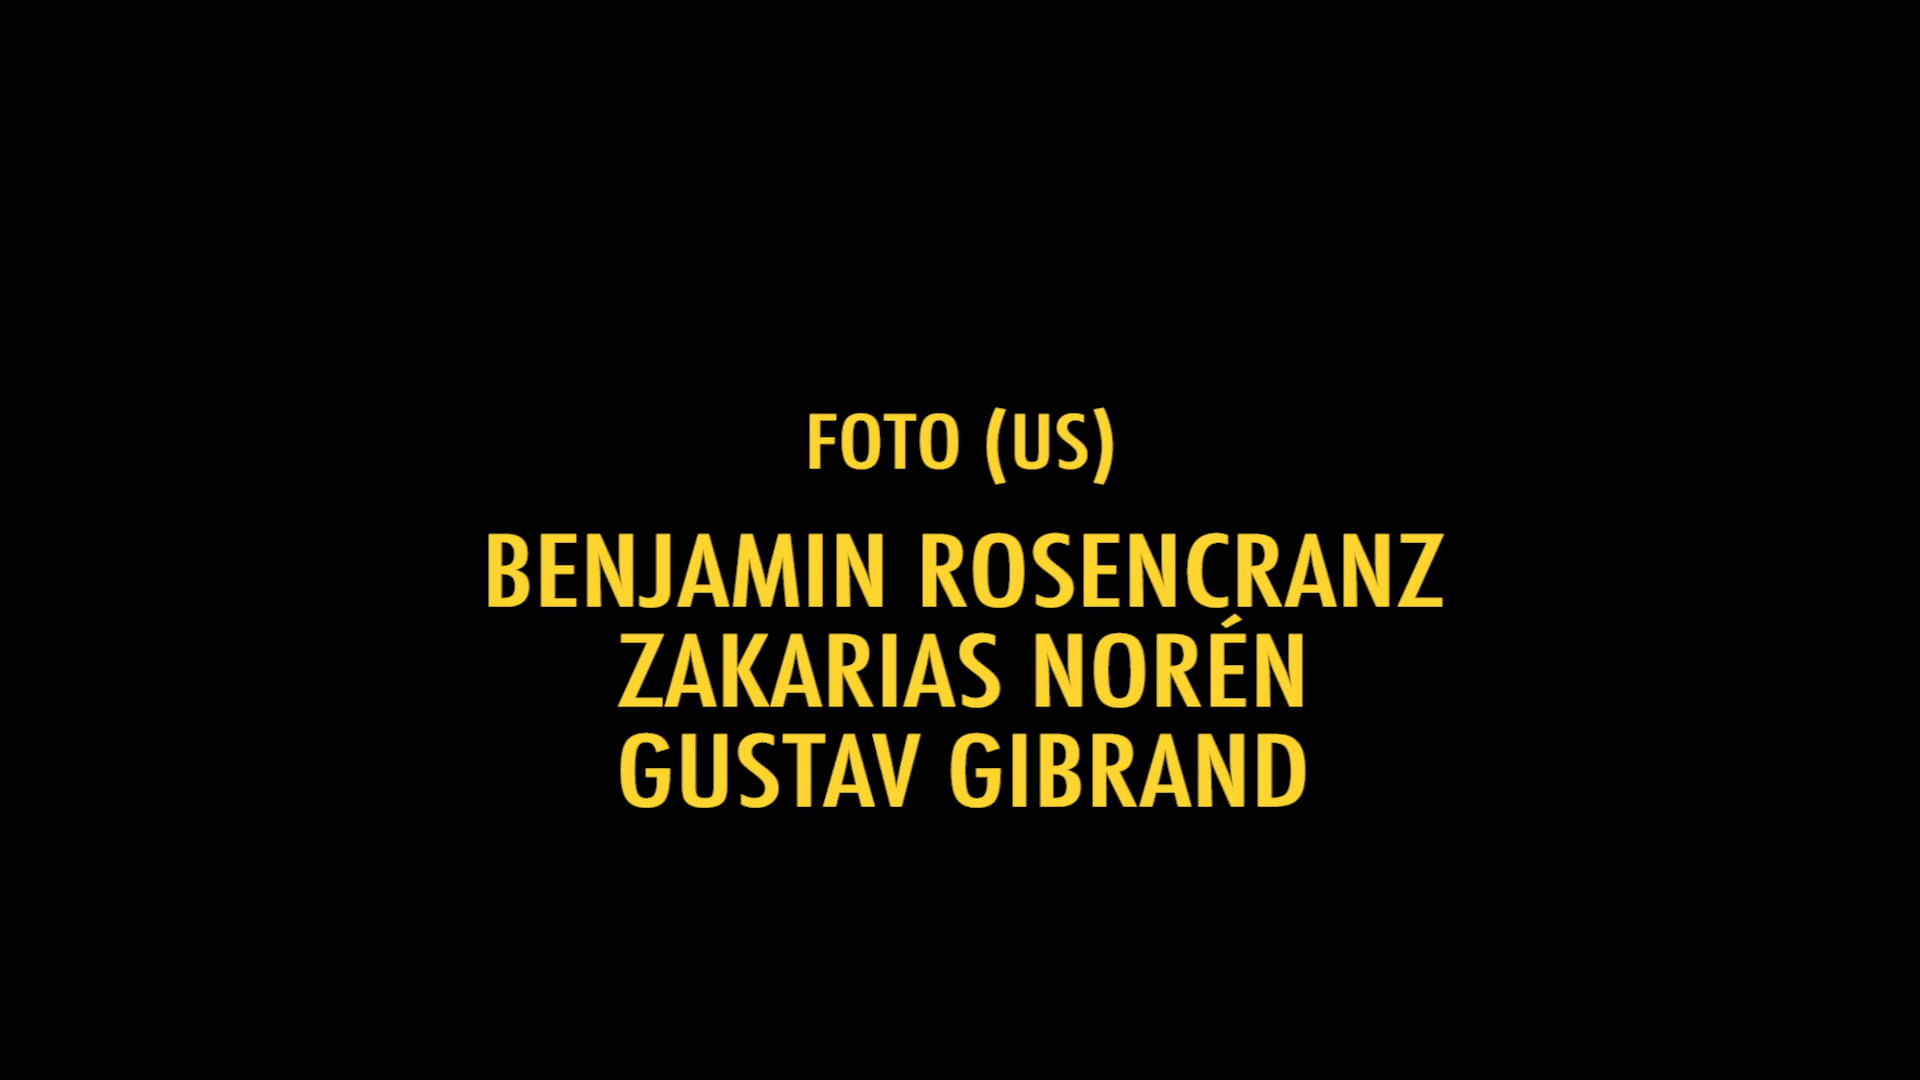 FOTO (US)
BENJAMIN ROSENCRANZ
ZAKARIAS NORÉN
GUSTAV GIBRAND